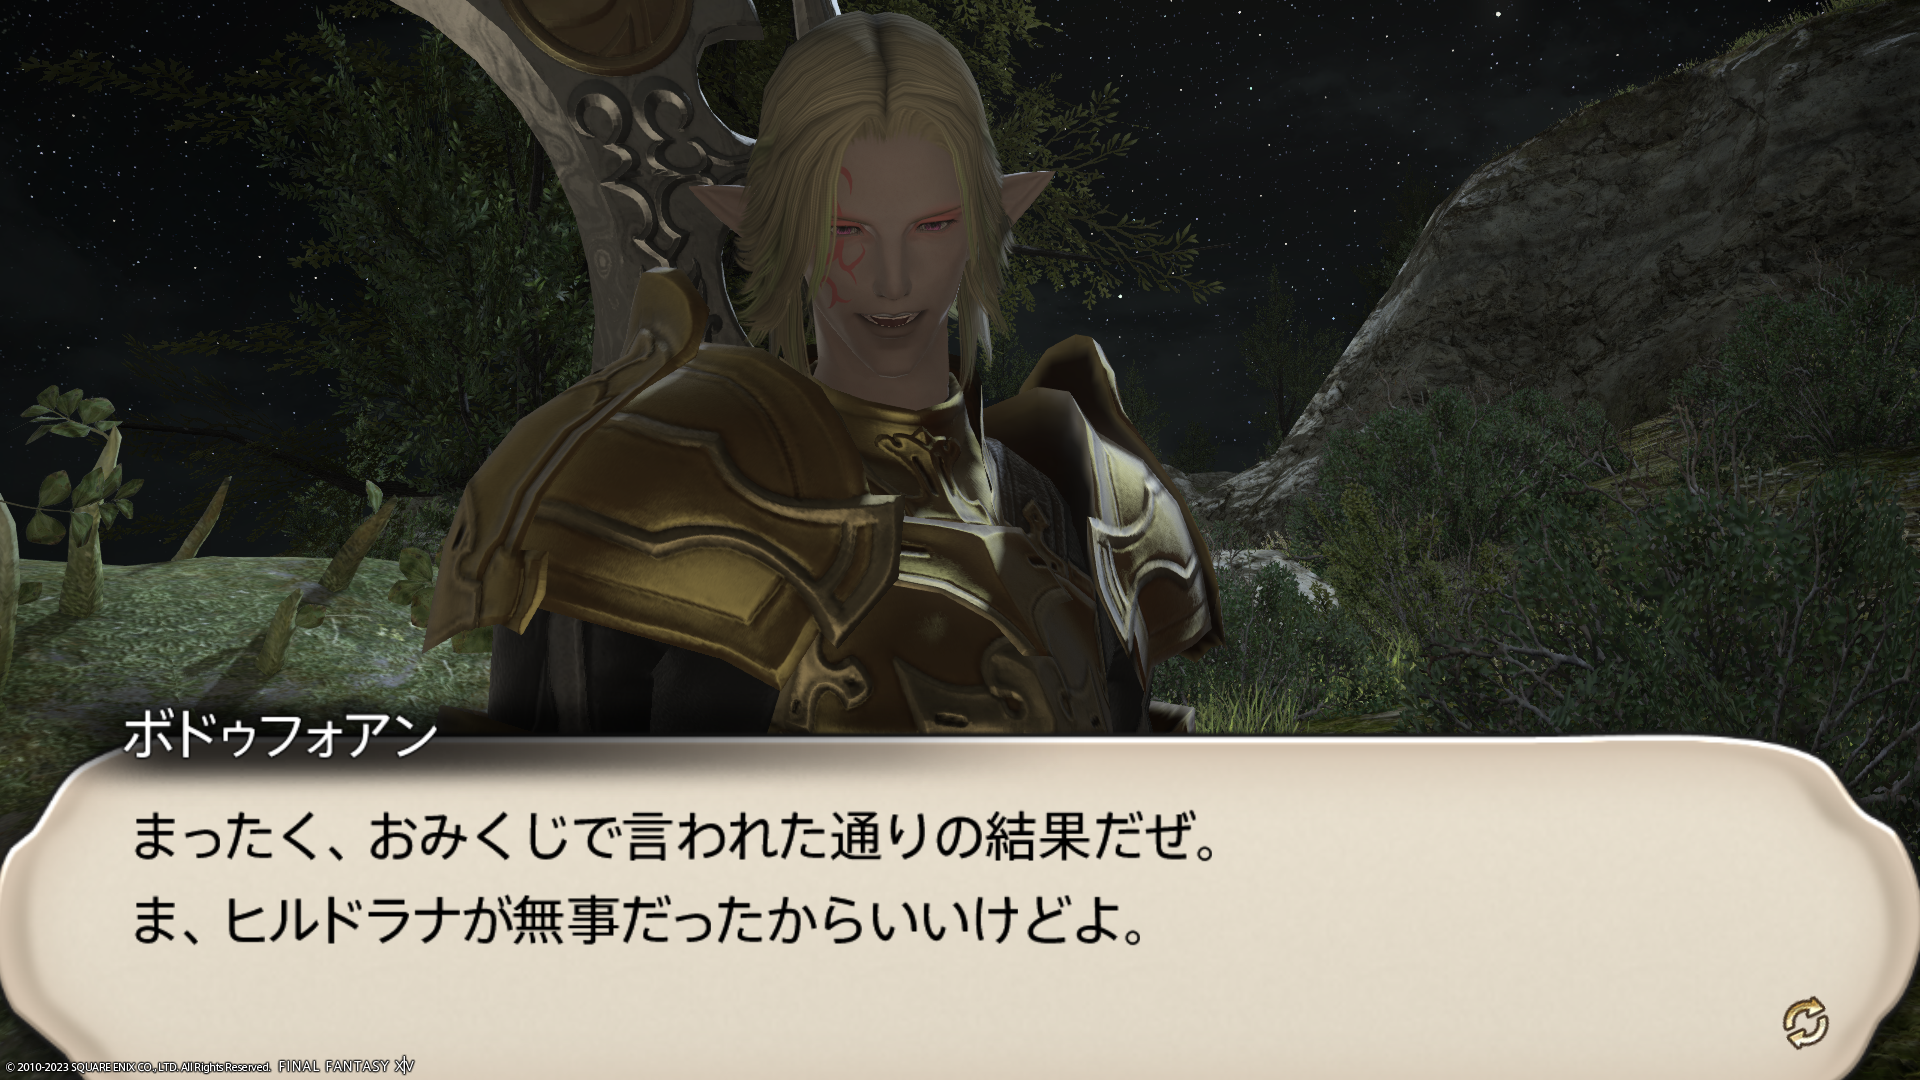 ボドゥフォアン
まったく、おみくじで言われた通りの結果だぜ。
ま、ヒルドラナが無事だったからいいけどよ。
© 2010-2023 SQUARE ENIX CO., LTD. All Rights Reserved. FINAL FANTASY XIV